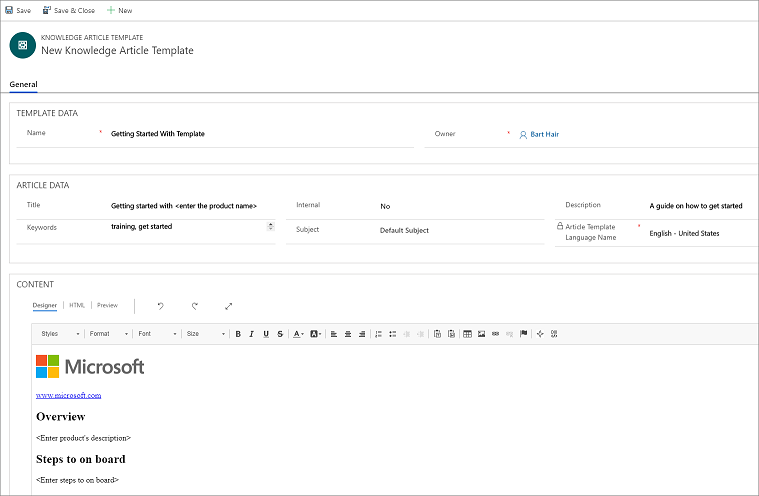 Save Save & Close New
KNOWLEDGE ARTICLE TEMPLATE
New Knowledge Article Template
General
TEMPLATE DATA
Name * Getting Started With Template Owner * Bart Hair
ARTICLE DATA
Title Getting started with <enter the product name> Internal No Description A guide on how to get started
Keywords training, get started Subject Default Subject Article Template Language Name * English - United States
CONTENT
Designer HTML Preview
Styles Format Font Size B I U S A A
Microsoft
www.microsoft.com
Overview
<Enter product's description>
Steps to on board
<Enter steps to on board>